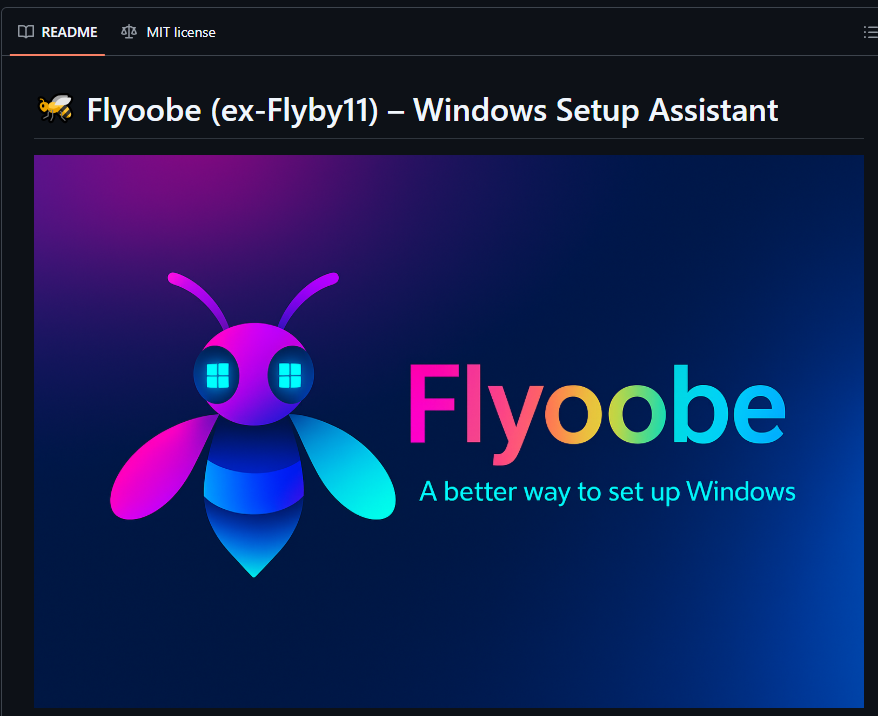 README MIT license
Flyoobe (ex-Flyby11) – Windows Setup Assistant
Flyoobe
A better way to set up Windows